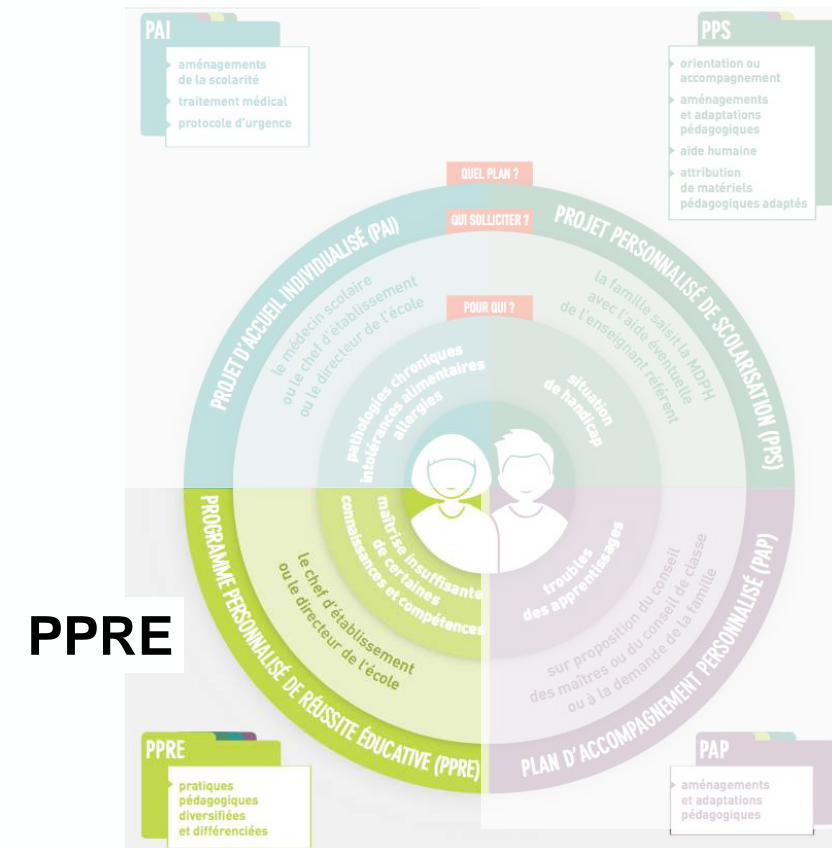 PAI
aménagements
de la scolarité
traitement médical
protocole d'urgence
PPS
orientation ou
accompagnement
aménagements
et adaptations
pédagogiques
aide humaine
attribution
de matériels
pédagogiques adaptés
QUEL PLAN ?
QUI SOLLICITER ?
POUR QUI ?
PROJET D'ACCUEIL INDIVIDUALISÉ (PAI)
le médecin scolaire
ou le chef d'établissement
ou le directeur de l'école
pathologies chroniques
intolérances alimentaires
allergies
PROJET PERSONNALISÉ DE SCOLARISATION (PPS)
la famille saisit la MDPH
avec l'aide éventuelle
de l'enseignant référent
situation
de handicap
maîtrise insuffisante
de certaines
connaissances et compétences
le chef d'établissement
ou le directeur de l'école
PROGRAMME PERSONNALISÉ DE RÉUSSITE ÉDUCATIVE (PPRE)
troubles
des apprentissages
sur proposition du conseil
des maîtres ou du conseil de classe
ou à la demande de la famille
PLAN D'ACCOMPAGNEMENT PERSONNALISÉ (PAP)
PPRE
PPRE
pratiques
pédagogiques
diversifiées
et différenciées
PAP
aménagements
et adaptations
pédagogiques